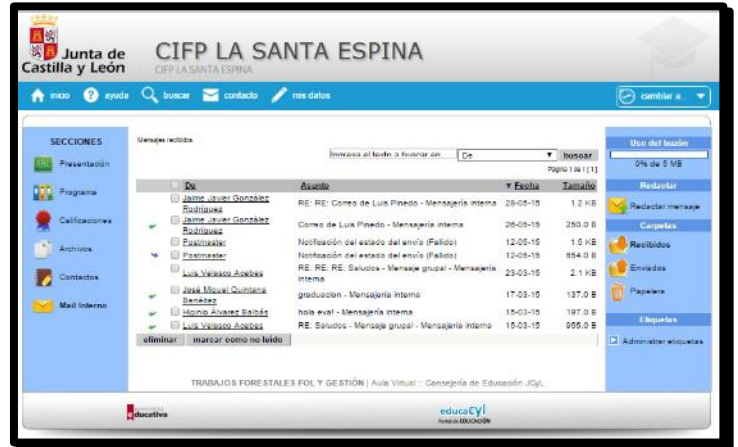 Junta de
Castilla y León
CIFP LA SANTA ESPINA
CIFP LA SANTA ESPINA
inicio ayuda buscar contacto mis datos cambiar a...
SECCIONES
Presentación
Programa
Calificaciones
Archivos
Contactos
Mail Interno
Mensajes recibidos
Ingresa el texto a buscar en De buscar
Página 1 de 1 [1]
De Asunto Fecha Tamaño
Jaime Javier González Rodríguez RE: RE: Correo de Luis Pinedo - Mensajería interna 28-05-15 1.2 KB
Jaime Javier González Rodríguez Correo de Luis Pinedo - Mensajería interna 26-05-15 250.0 B
Postmaster Notificación del estado del envío (Fallido) 12-05-15 1.5 KB
Postmaster Notificación del estado del envío (Fallido) 12-05-15 654.0 B
Luis Velasco Acebes RE: RE: RE: Saludos - Mensaje grupal - Mensajería interna 23-03-15 2.1 KB
José Miguel Quintana Benéitez graduacion - Mensajería interna 17-03-15 137.0 B
Higinio Álvarez Balbás hola eva! - Mensajería interna 15-03-15 197.0 B
Luis Velasco Acebes RE: Saludos - Mensaje grupal - Mensajería interna 15-03-15 955.0 B
eliminar marcar como no leído
Uso del buzón
0% de 5 MB
Redactar
Redactar mensaje
Carpetas
Recibidos
Enviados
Papelera
Etiquetas
Administrar etiquetas
TRABAJOS FORESTALES FOL Y GESTIÓN | Aula Virtual :: Consejería de Educación JCyL
educativa
educaCyl
Portal de EDUCACIÓN